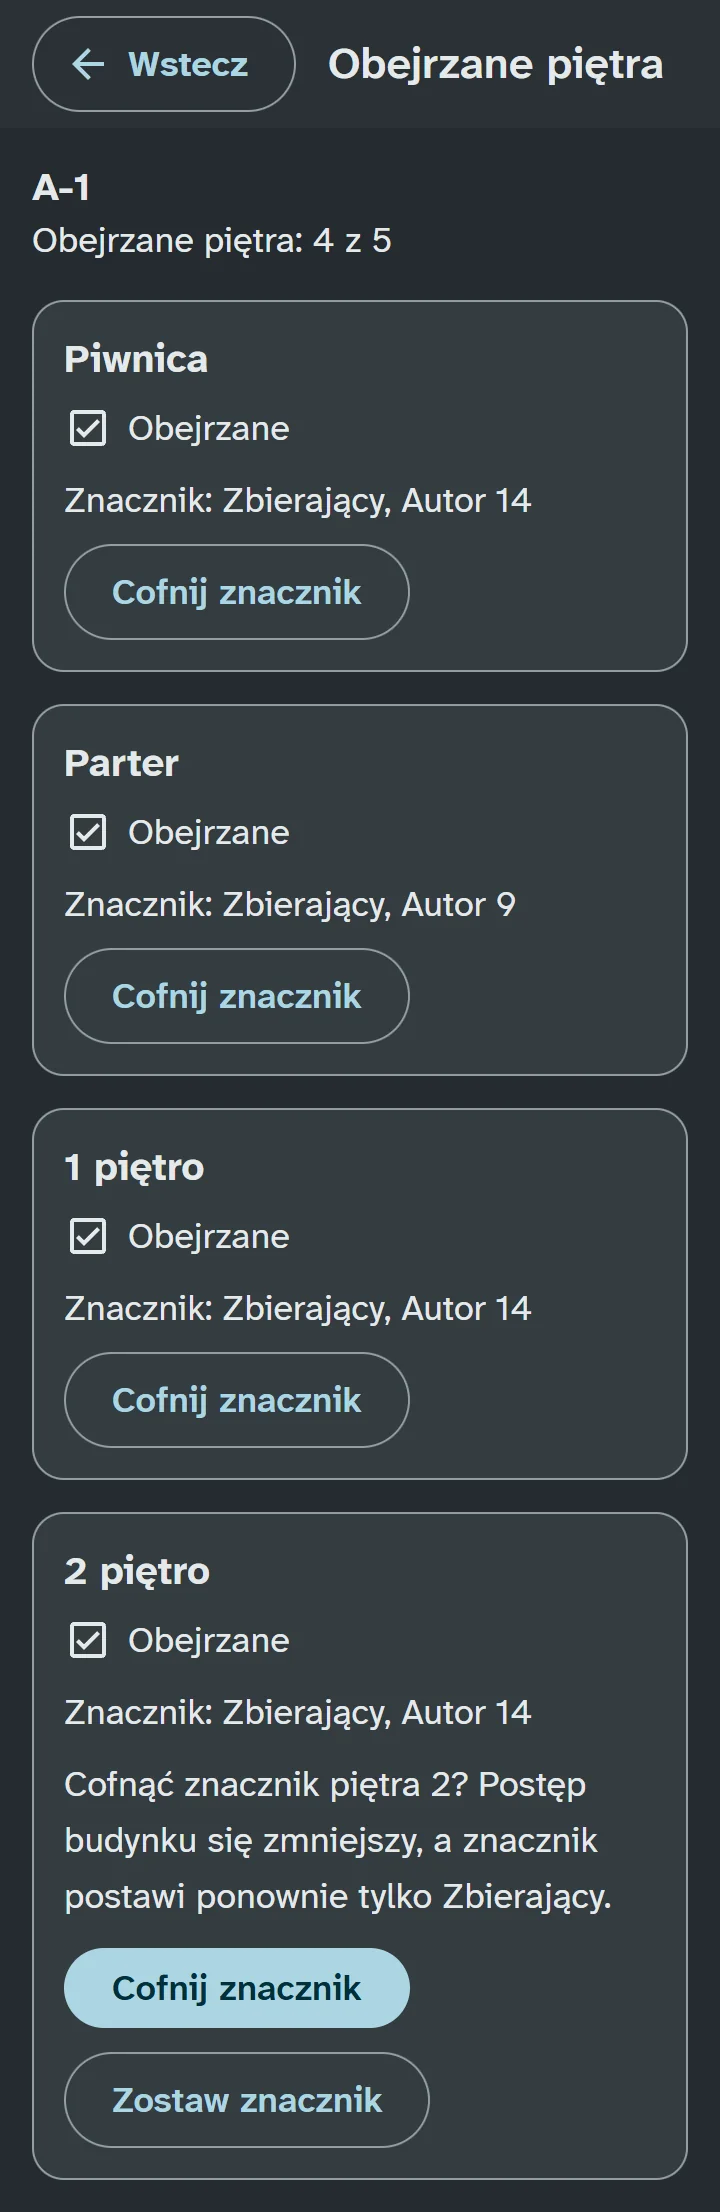 Wstecz
Obejrzane piętra
A-1
Obejrzane piętra: 4 z 5
Piwnica
Obejrzane
Znacznik: Zbierający, Autor 14
Cofnij znacznik
Parter
Obejrzane
Znacznik: Zbierający, Autor 9
Cofnij znacznik
1 piętro
Obejrzane
Znacznik: Zbierający, Autor 14
Cofnij znacznik
2 piętro
Obejrzane
Znacznik: Zbierający, Autor 14
Cofnąć znacznik piętra 2? Postęp
budynku się zmniejszy, a znacznik
postawi ponownie tylko Zbierający.
Cofnij znacznik
Zostaw znacznik